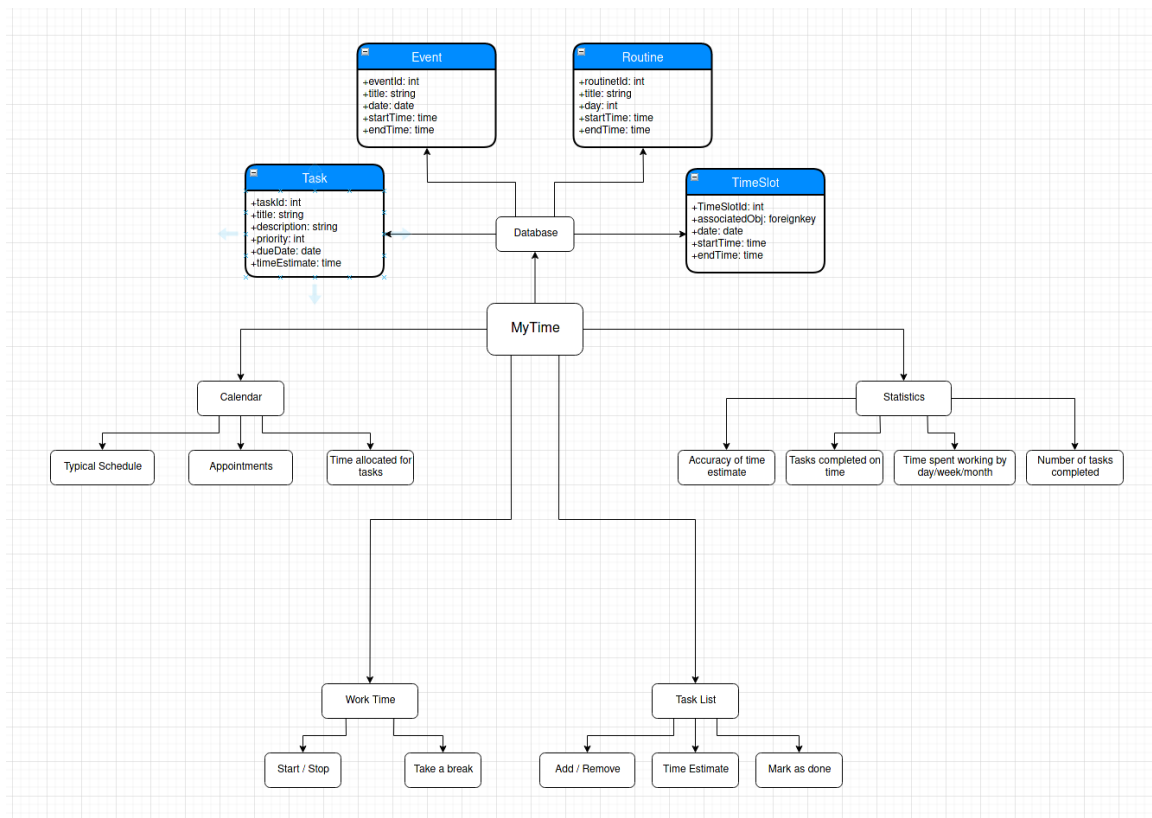 Event
+eventId: int
+title: string
+date: date
+startTime: time
+endTime: time
Routine
+routinetId: int
+title: string
+day: int
+startTime: time
+endTime: time
Task
+taskId: int
+title: string
+description: string
+priority: int
+dueDate: date
+timeEstimate: time
TimeSlot
+TimeSlotId: int
+associatedObj: foreignkey
+date: date
+startTime: time
+endTime: time
Database
MyTime
Calendar
Statistics
Typical Schedule
Appointments
Time allocated for
tasks
Accuracy of time
estimate
Tasks completed on
time
Time spent working by
day/week/month
Number of tasks
completed
Work Time
Task List
Start / Stop
Take a break
Add / Remove
Time Estimate
Mark as done